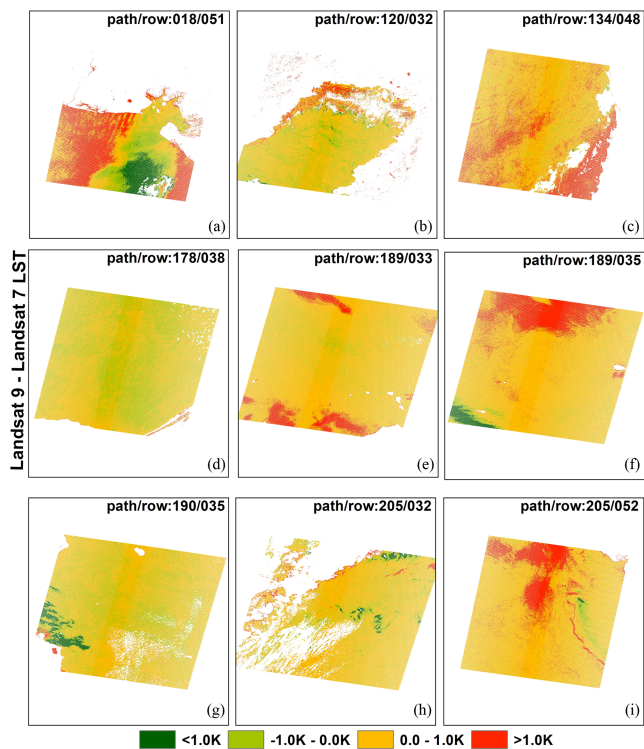 path/row:018/051
path/row:120/032
path/row:134/048
(a)
(b)
(c)
Landsat 9 - Landsat 7 LST
path/row:178/038
path/row:189/033
path/row:189/035
(d)
(e)
(f)
path/row:190/035
path/row:205/032
path/row:205/052
(g)
(h)
(i)
<1.0K
-1.0K - 0.0K
0.0 - 1.0K
>1.0K